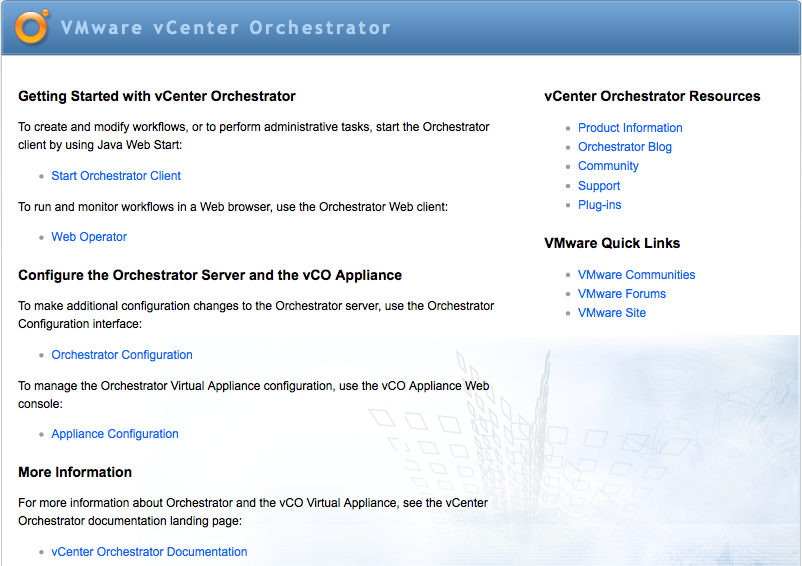 VMware vCenter Orchestrator
Getting Started with vCenter Orchestrator
To create and modify workflows, or to perform administrative tasks, start the Orchestrator
client by using Java Web Start:
Start Orchestrator Client
To run and monitor workflows in a Web browser, use the Orchestrator Web client:
Web Operator
Configure the Orchestrator Server and the vCO Appliance
To make additional configuration changes to the Orchestrator server, use the Orchestrator
Configuration interface:
Orchestrator Configuration
To manage the Orchestrator Virtual Appliance configuration, use the vCO Appliance Web
console:
Appliance Configuration
More Information
For more information about Orchestrator and the vCO Virtual Appliance, see the vCenter
Orchestrator documentation landing page:
vCenter Orchestrator Documentation
vCenter Orchestrator Resources
Product Information
Orchestrator Blog
Community
Support
Plug-ins
VMware Quick Links
VMware Communities
VMware Forums
VMware Site